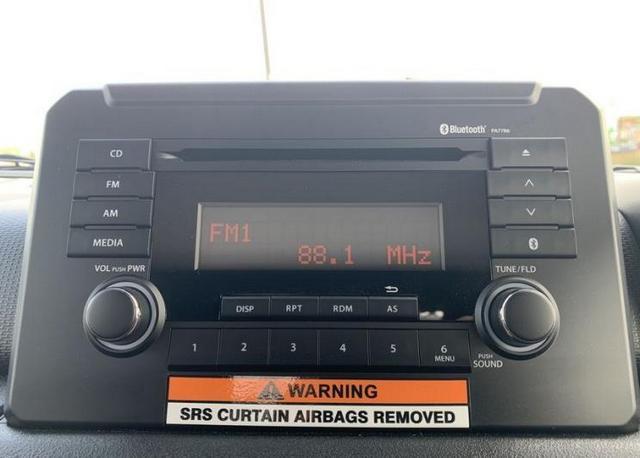 Bluetooth PA7786
CD
FM
AM
MEDIA
FM1
88.1 MHz
VOL PUSH PWR
TUNE/FLD
DISP RPT RDM AS
1 2 3 4 5 6
MENU
PUSH
SOUND
WARNING
SRS CURTAIN AIRBAGS REMOVED